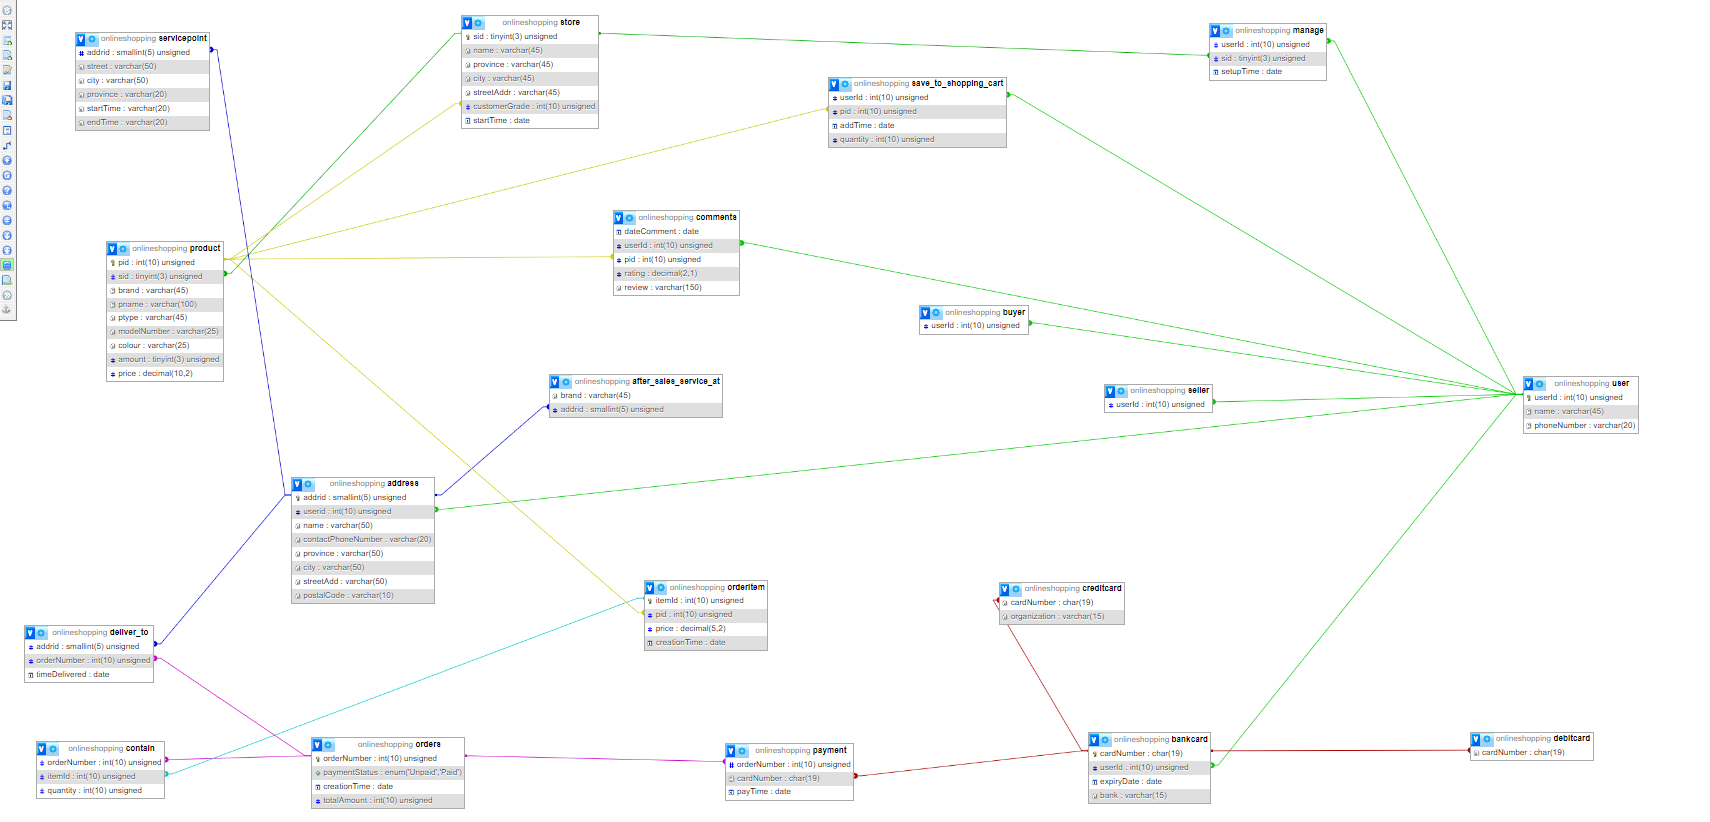 onlineshopping servicepoint
addrid : smallint(5) unsigned
street : varchar(50)
city : varchar(50)
province : varchar(20)
startTime : varchar(20)
endTime : varchar(20)
onlineshopping store
sid : tinyint(3) unsigned
name : varchar(45)
province : varchar(45)
city : varchar(45)
streetAddr : varchar(45)
customerGrade : int(10) unsigned
startTime : date
onlineshopping manage
userId : int(10) unsigned
sid : tinyint(3) unsigned
setupTime : date
onlineshopping save_to_shopping_cart
userId : int(10) unsigned
pid : int(10) unsigned
addTime : date
quantity : int(10) unsigned
onlineshopping comments
dateComment : date
userId : int(10) unsigned
pid : int(10) unsigned
rating : decimal(2,1)
review : varchar(150)
onlineshopping product
pid : int(10) unsigned
sid : tinyint(3) unsigned
brand : varchar(45)
pname : varchar(100)
ptype : varchar(45)
modelNumber : varchar(25)
colour : varchar(25)
amount : tinyint(3) unsigned
price : decimal(10,2)
onlineshopping buyer
userId : int(10) unsigned
onlineshopping after_sales_service_at
brand : varchar(45)
addrid : smallint(5) unsigned
onlineshopping seller
userId : int(10) unsigned
onlineshopping user
userId : int(10) unsigned
name : varchar(45)
phoneNumber : varchar(20)
onlineshopping address
addrid : smallint(5) unsigned
userid : int(10) unsigned
name : varchar(50)
contactPhoneNumber : varchar(20)
province : varchar(50)
city : varchar(50)
streetAdd : varchar(50)
postalCode : varchar(10)
onlineshopping orderitem
itemId : int(10) unsigned
pid : int(10) unsigned
price : decimal(5,2)
creationTime : date
onlineshopping creditcard
cardNumber : char(19)
organization : varchar(15)
onlineshopping deliver_to
addrid : smallint(5) unsigned
orderNumber : int(10) unsigned
timeDelivered : date
onlineshopping contain
orderNumber : int(10) unsigned
itemId : int(10) unsigned
quantity : int(10) unsigned
onlineshopping orders
orderNumber : int(10) unsigned
paymentStatus : enum('Unpaid','Paid')
creationTime : date
totalAmount : int(10) unsigned
onlineshopping payment
orderNumber : int(10) unsigned
cardNumber : char(19)
payTime : date
onlineshopping bankcard
cardNumber : char(19)
userId : int(10) unsigned
expiryDate : date
bank : varchar(15)
onlineshopping debitcard
cardNumber : char(19)